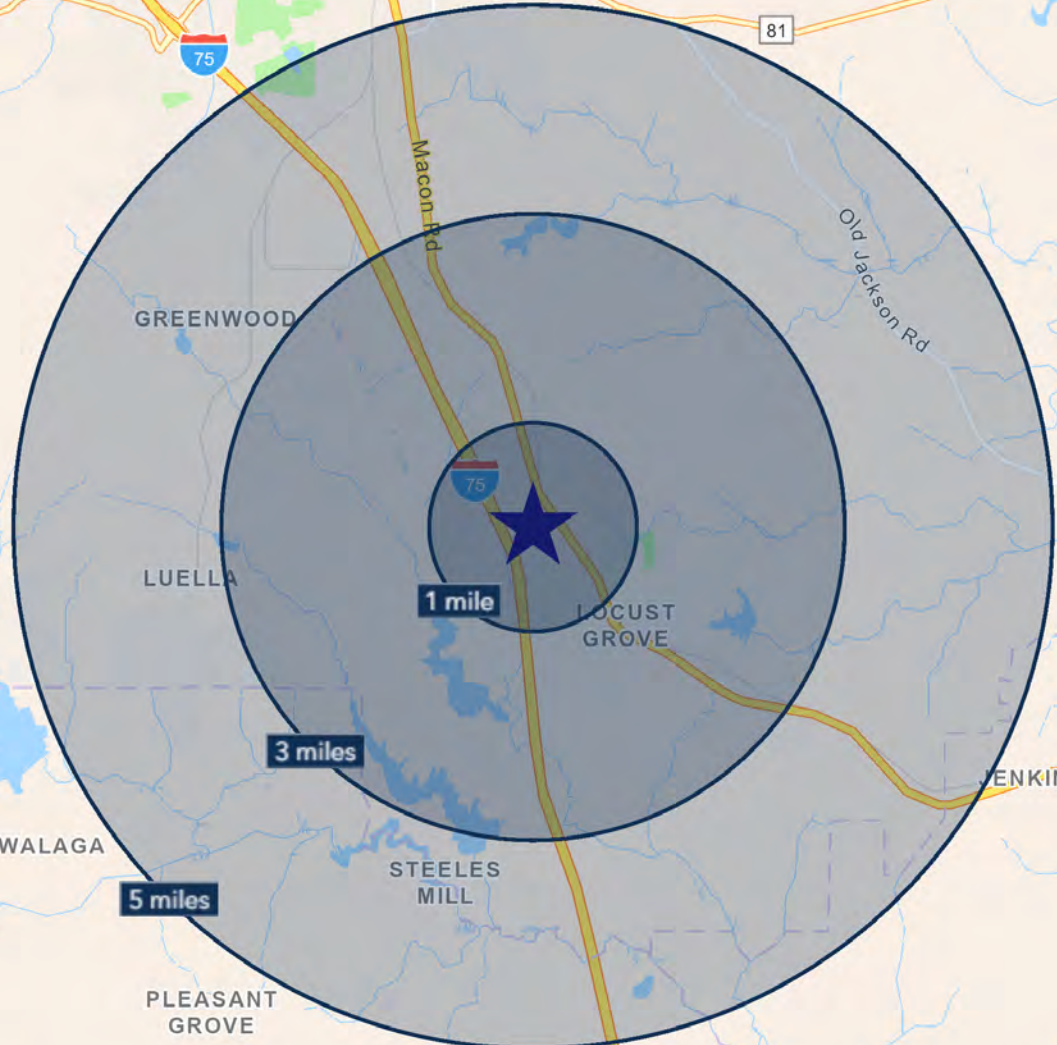 81
75
Macon Rd
Old Jackson Rd
GREENWOOD
75
LUELLA
1 mile
LOCUST
GROVE
3 miles
JENKIN
WALAGA
STEELES
MILL
5 miles
PLEASANT
GROVE